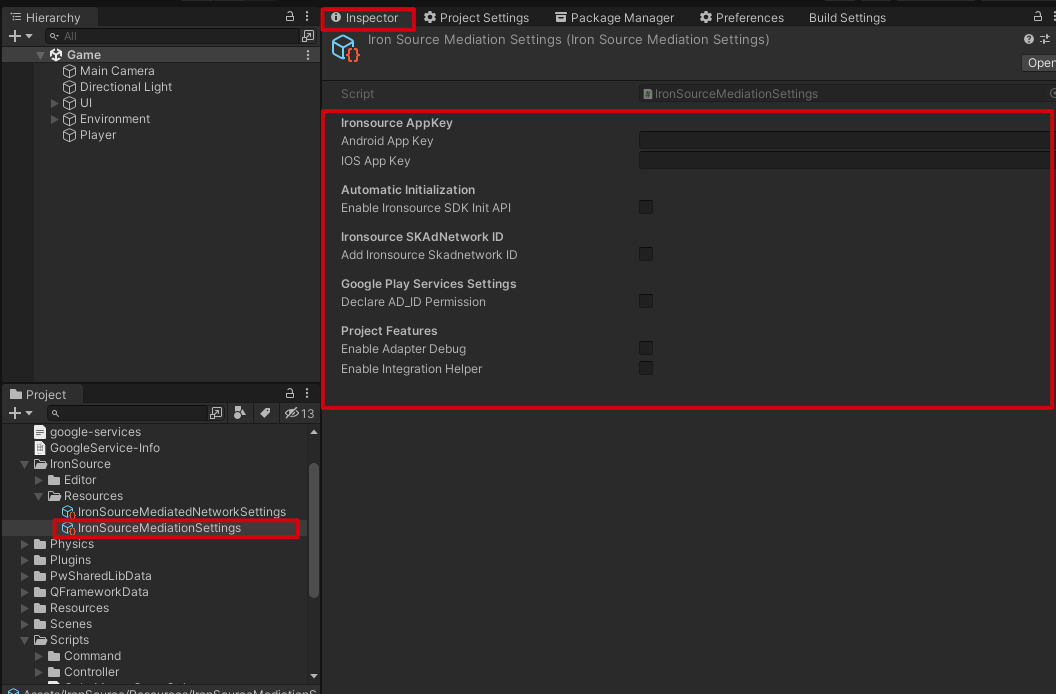 Hierarchy
All
Game
Main Camera
Directional Light
UI
Environment
Player
Project
13
google-services
GoogleService-Info
IronSource
Editor
Resources
IronSourceMediatedNetworkSettings
IronSourceMediationSettings
Physics
Plugins
PwSharedLibData
QFrameworkData
Resources
Scenes
Scripts
Command
Controller
Assets/IronSource/Resources/IronSourceMediationS
Inspector Project Settings Package Manager Preferences Build Settings
Iron Source Mediation Settings (Iron Source Mediation Settings)
Open
Script IronSourceMediationSettings
Ironsource AppKey
Android App Key
IOS App Key
Automatic Initialization
Enable Ironsource SDK Init API
Ironsource SKAdNetwork ID
Add Ironsource Skadnetwork ID
Google Play Services Settings
Declare AD_ID Permission
Project Features
Enable Adapter Debug
Enable Integration Helper